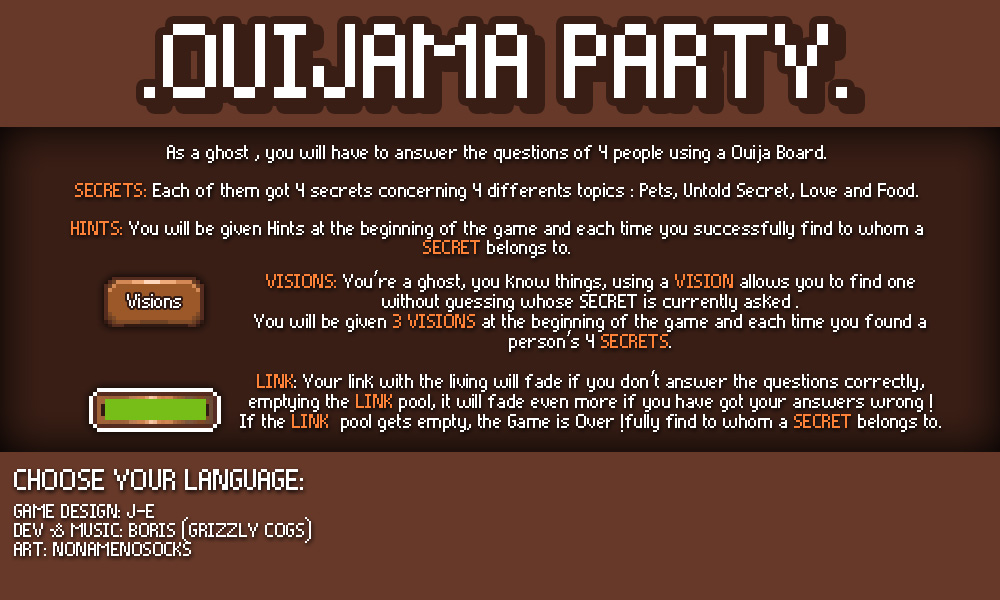 .OUIJAMA PARTY.
As a ghost , you will have to answer the questions of 4 people using a Ouija Board.
SECRETS: Each of them got 4 secrets concerning 4 differents topics : Pets, Untold Secret, Love and Food.
HINTS: You will be given Hints at the beginning of the game and each time you successfully find to whom a
SECRET belongs to.
Visions
VISIONS: You're a ghost, you know things, using a VISION allows you to find one
without guessing whose SECRET is currently asked .
You will be given 3 VISIONS at the beginning of the game and each time you found a
person's 4 SECRETS.
LINK: Your link with the living will fade if you don't answer the questions correctly,
emptying the LINK pool, it will fade even more if you have got your answers wrong !
If the LINK pool gets empty, the Game is Over !fully find to whom a SECRET belongs to.
CHOOSE YOUR LANGUAGE:
GAME DESIGN: J-E
DEV & MUSIC: BORIS (GRIZZLY COGS)
ART: NONAMENOSOCKS